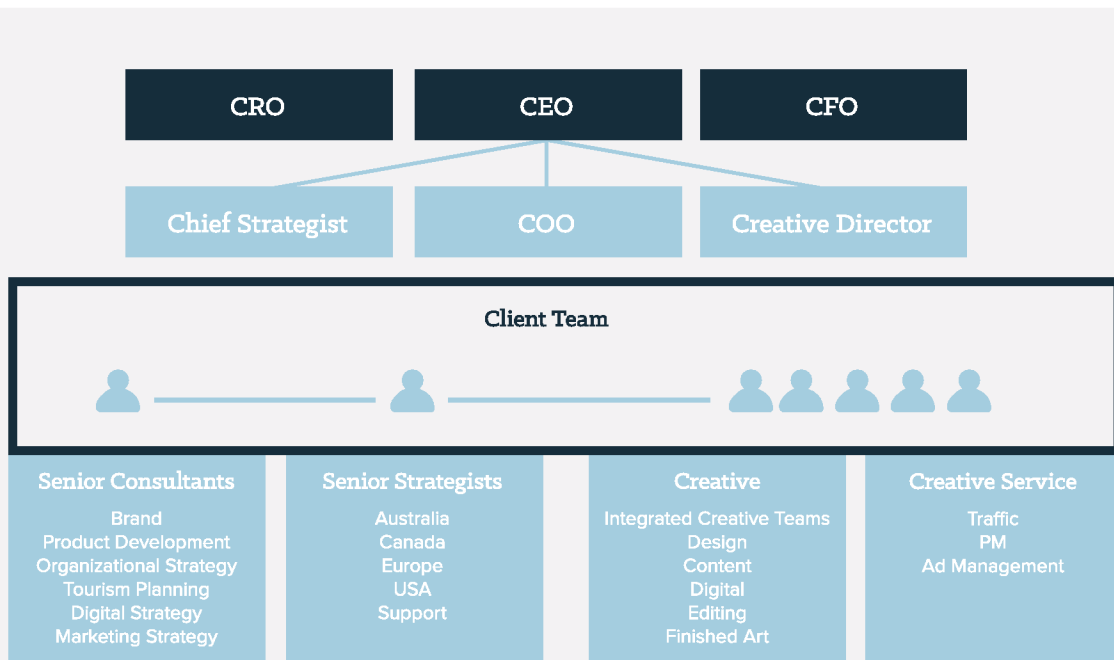 CRO
CEO
CFO
Chief Strategist
COO
Creative Director
Client Team
Senior Consultants
Brand
Product Development
Organizational Strategy
Tourism Planning
Digital Strategy
Marketing Strategy
Senior Strategists
Australia
Canada
Europe
USA
Support
Creative
Integrated Creative Teams
Design
Content
Digital
Editing
Finished Art
Creative Service
Traffic
PM
Ad Management